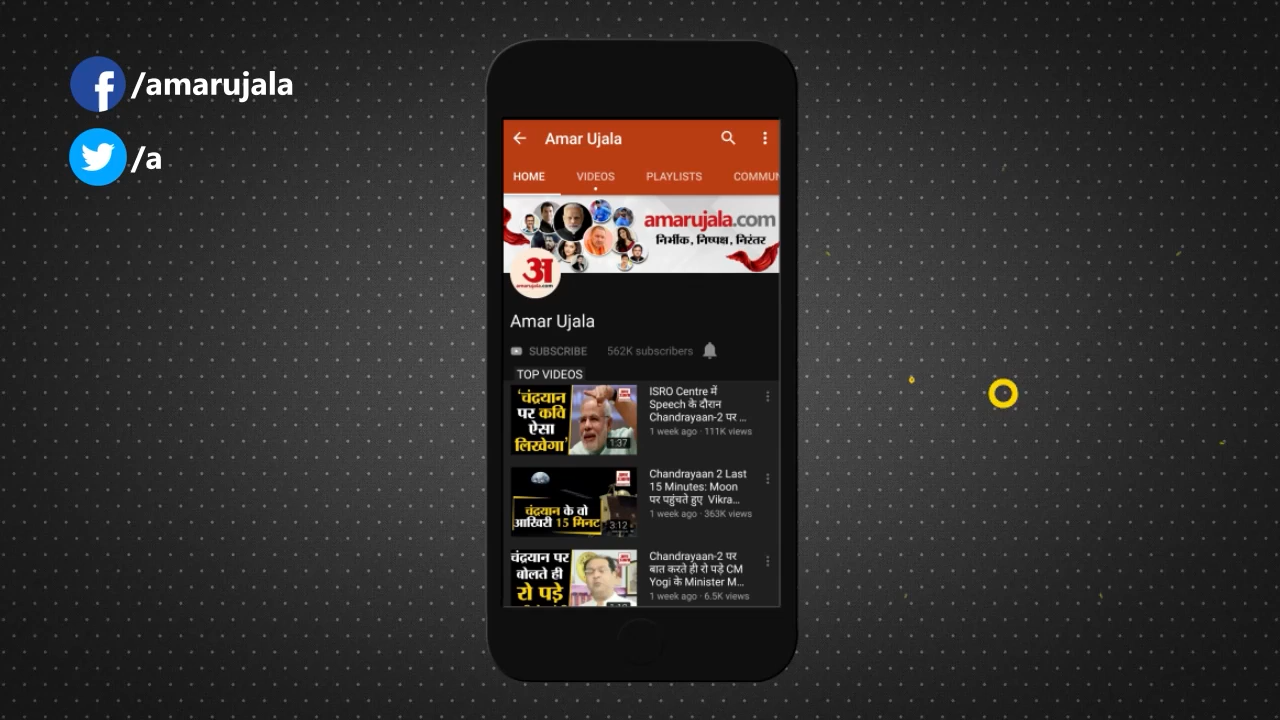 /amarujala
/a
Amar Ujala
HOME VIDEOS PLAYLISTS COMMUN
amarujala.com
निर्भीक, निष्पक्ष, निरंतर
अ
amarujala.com
Amar Ujala
SUBSCRIBE 562K subscribers
TOP VIDEOS
'चंद्रयान
पर कवि
ऐसा
लिखेगा'
1:37
ISRO Centre में
Speech के दौरान
Chandrayaan-2 पर ...
1 week ago · 111K views
चंद्रयान के वो
आखिरी 15 मिनट
3:12
Chandrayaan 2 Last
15 Minutes: Moon
पर पहुंचते हुए Vikra...
1 week ago · 363K views
चंद्रयान पर
बोलते ही
रो पड़े
Chandrayaan-2 पर
बात करते ही रो पड़े CM
Yogi के Minister M...
1 week ago · 6.5K views